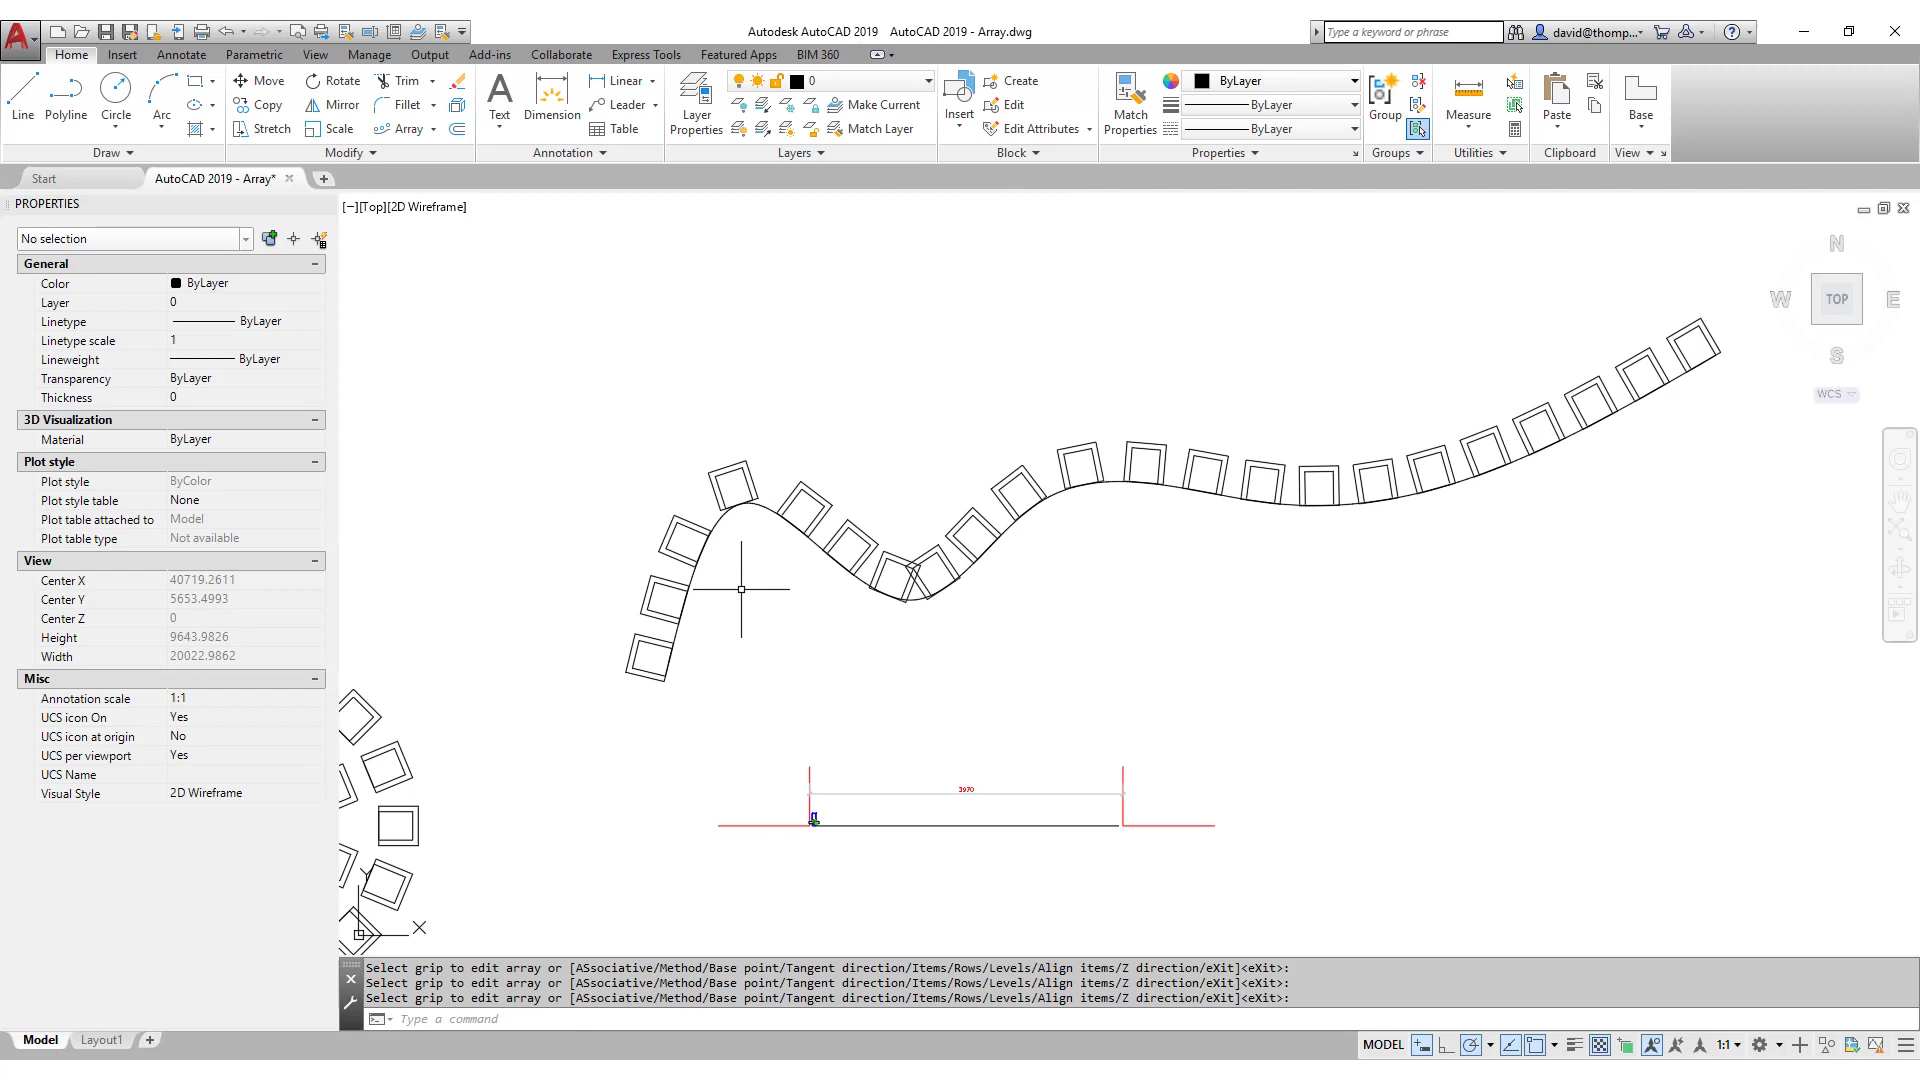 Autodesk AutoCAD 2019 AutoCAD 2019 - Array.dwg
Type a keyword or phrase
david@thomp...
Home Insert Annotate Parametric View Manage Output Add-ins Collaborate Express Tools Featured Apps BIM 360
Line Polyline Circle Arc
Move Rotate Trim
Copy Mirror Fillet
Stretch Scale Array
Text Dimension
Linear
Leader
Table
Layer Properties
0
Make Current
Match Layer
Insert
Create
Edit
Edit Attributes
Match Properties
ByLayer
ByLayer
ByLayer
Group Measure Paste Base
Draw Modify Annotation Layers Block Properties Groups Utilities Clipboard View
Start AutoCAD 2019 - Array*
PROPERTIES
[−][Top][2D Wireframe]
No selection
General
Color ByLayer
Layer 0
Linetype ByLayer
Linetype scale 1
Lineweight ByLayer
Transparency ByLayer
Thickness 0
3D Visualization
Material ByLayer
Plot style
Plot style ByColor
Plot style table None
Plot table attached to Model
Plot table type Not available
View
Center X 40719.2611
Center Y 5653.4993
Center Z 0
Height 9643.9826
Width 20022.9862
Misc
Annotation scale 1:1
UCS icon On Yes
UCS icon at origin No
UCS per viewport Yes
UCS Name
Visual Style 2D Wireframe
N
W TOP E
S
WCS
3970
Y
X
Select grip to edit array or [ASsociative/Method/Base point/Tangent direction/Items/Rows/Levels/Align items/Z direction/eXit]<eXit>:
Select grip to edit array or [ASsociative/Method/Base point/Tangent direction/Items/Rows/Levels/Align items/Z direction/eXit]<eXit>:
Select grip to edit array or [ASsociative/Method/Base point/Tangent direction/Items/Rows/Levels/Align items/Z direction/eXit]<eXit>:
Type a command
Model Layout1
MODEL 1:1